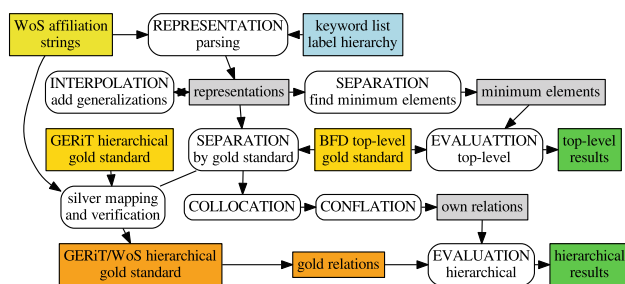 WoS affiliation
strings
REPRESENTATION
parsing
keyword list
label hierarchy
INTERPOLATION
add generalizations
representations
SEPARATION
find minimum elements
minimum elements
GERiT hierarchical
gold standard
SEPARATION
by gold standard
BFD top-level
gold standard
EVALUATTION
top-level
top-level
results
silver mapping
and verification
COLLOCATION
CONFLATION
own relations
GERiT/WoS hierarchical
gold standard
gold relations
EVALUATION
hierarchical
hierarchical
results